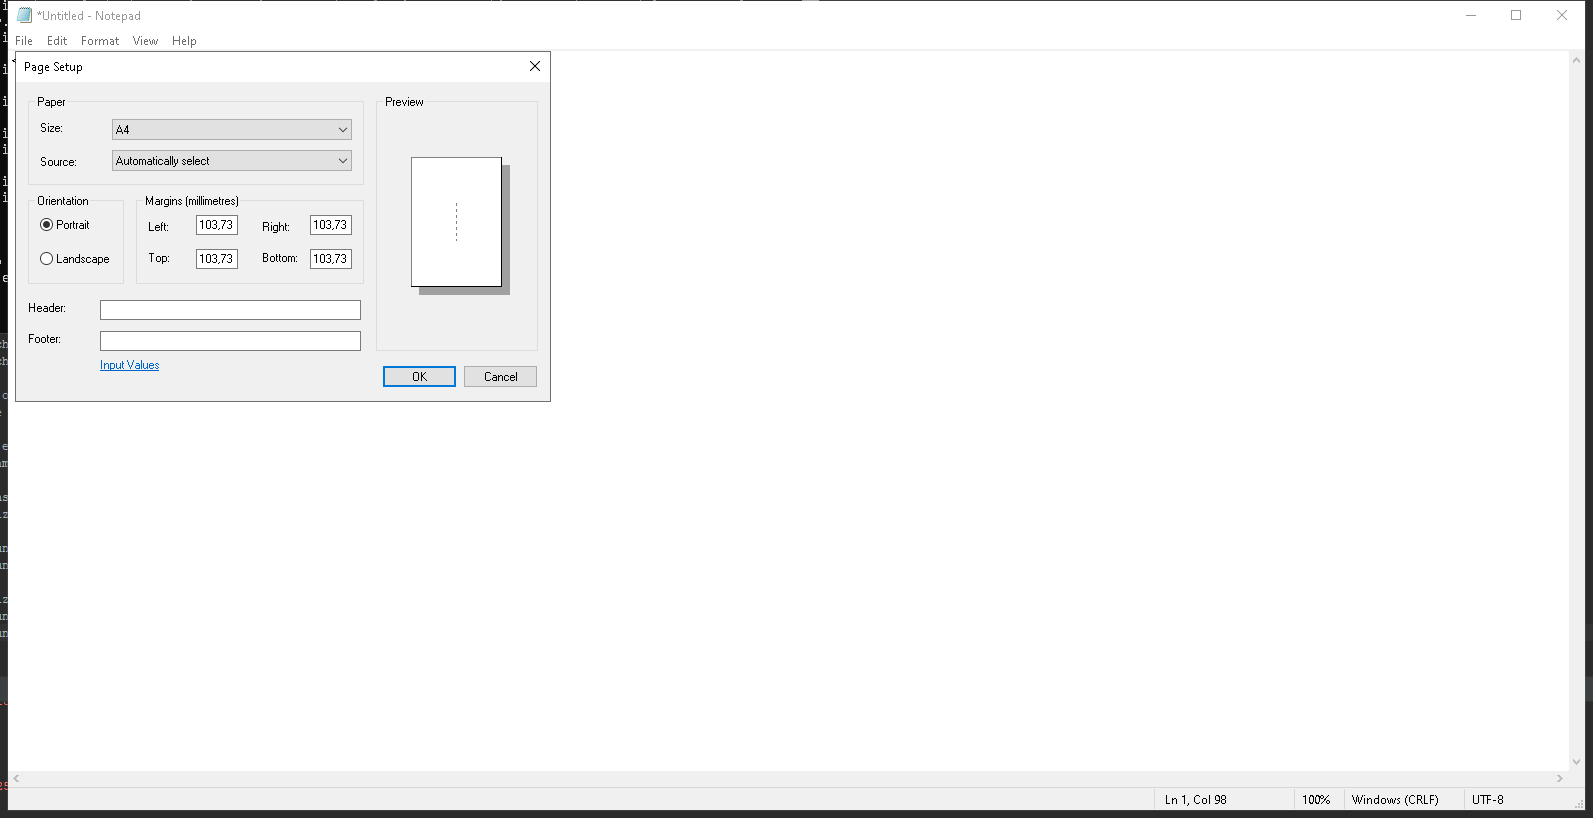 *Untitled - Notepad
File Edit Format View Help
Page Setup
Paper
Size: A4
Source: Automatically select
Preview
Orientation
Portrait
Landscape
Margins (millimetres)
Left: 103,73 Right: 103,73
Top: 103,73 Bottom: 103,73
Header:
Footer:
Input Values
OK Cancel
Ln 1, Col 98 100% Windows (CRLF) UTF-8